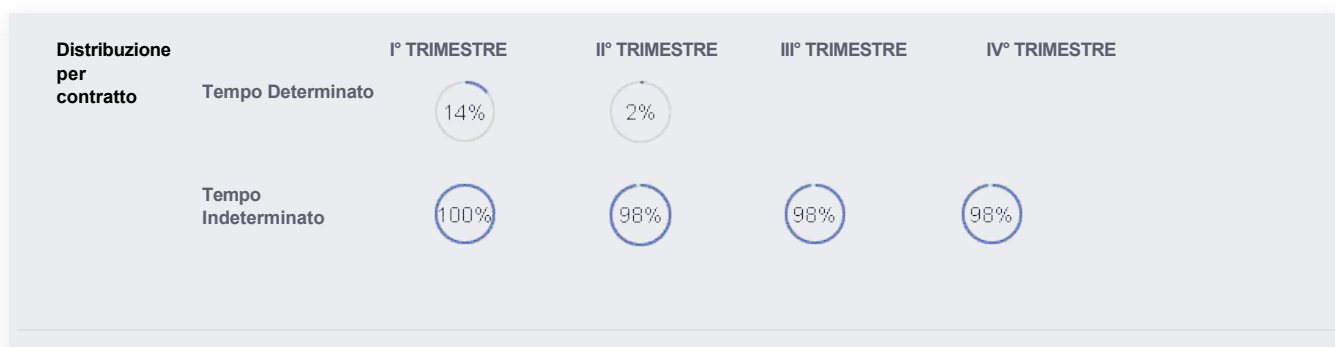 Distribuzione
per
contratto
I° TRIMESTRE II° TRIMESTRE III° TRIMESTRE IV° TRIMESTRE
Tempo Determinato
14% 2%
Tempo
Indeterminato
100% 98% 98% 98%